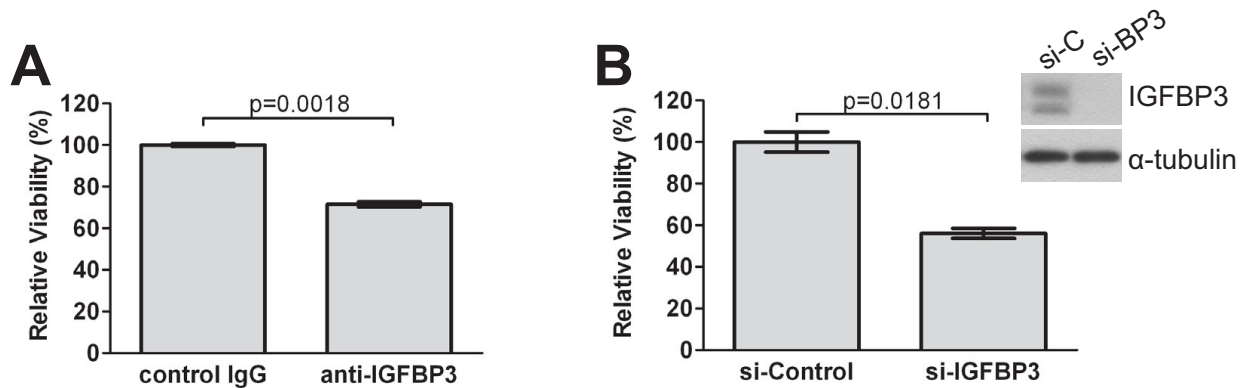 A
Relative Viability (%)
120
100
80
60
40
20
0
p=0.0018
control IgG
anti-IGFBP3
B
Relative Viability (%)
120
100
80
60
40
20
0
p=0.0181
si-Control
si-IGFBP3
si-C
si-BP3
IGFBP3
α-tubulin